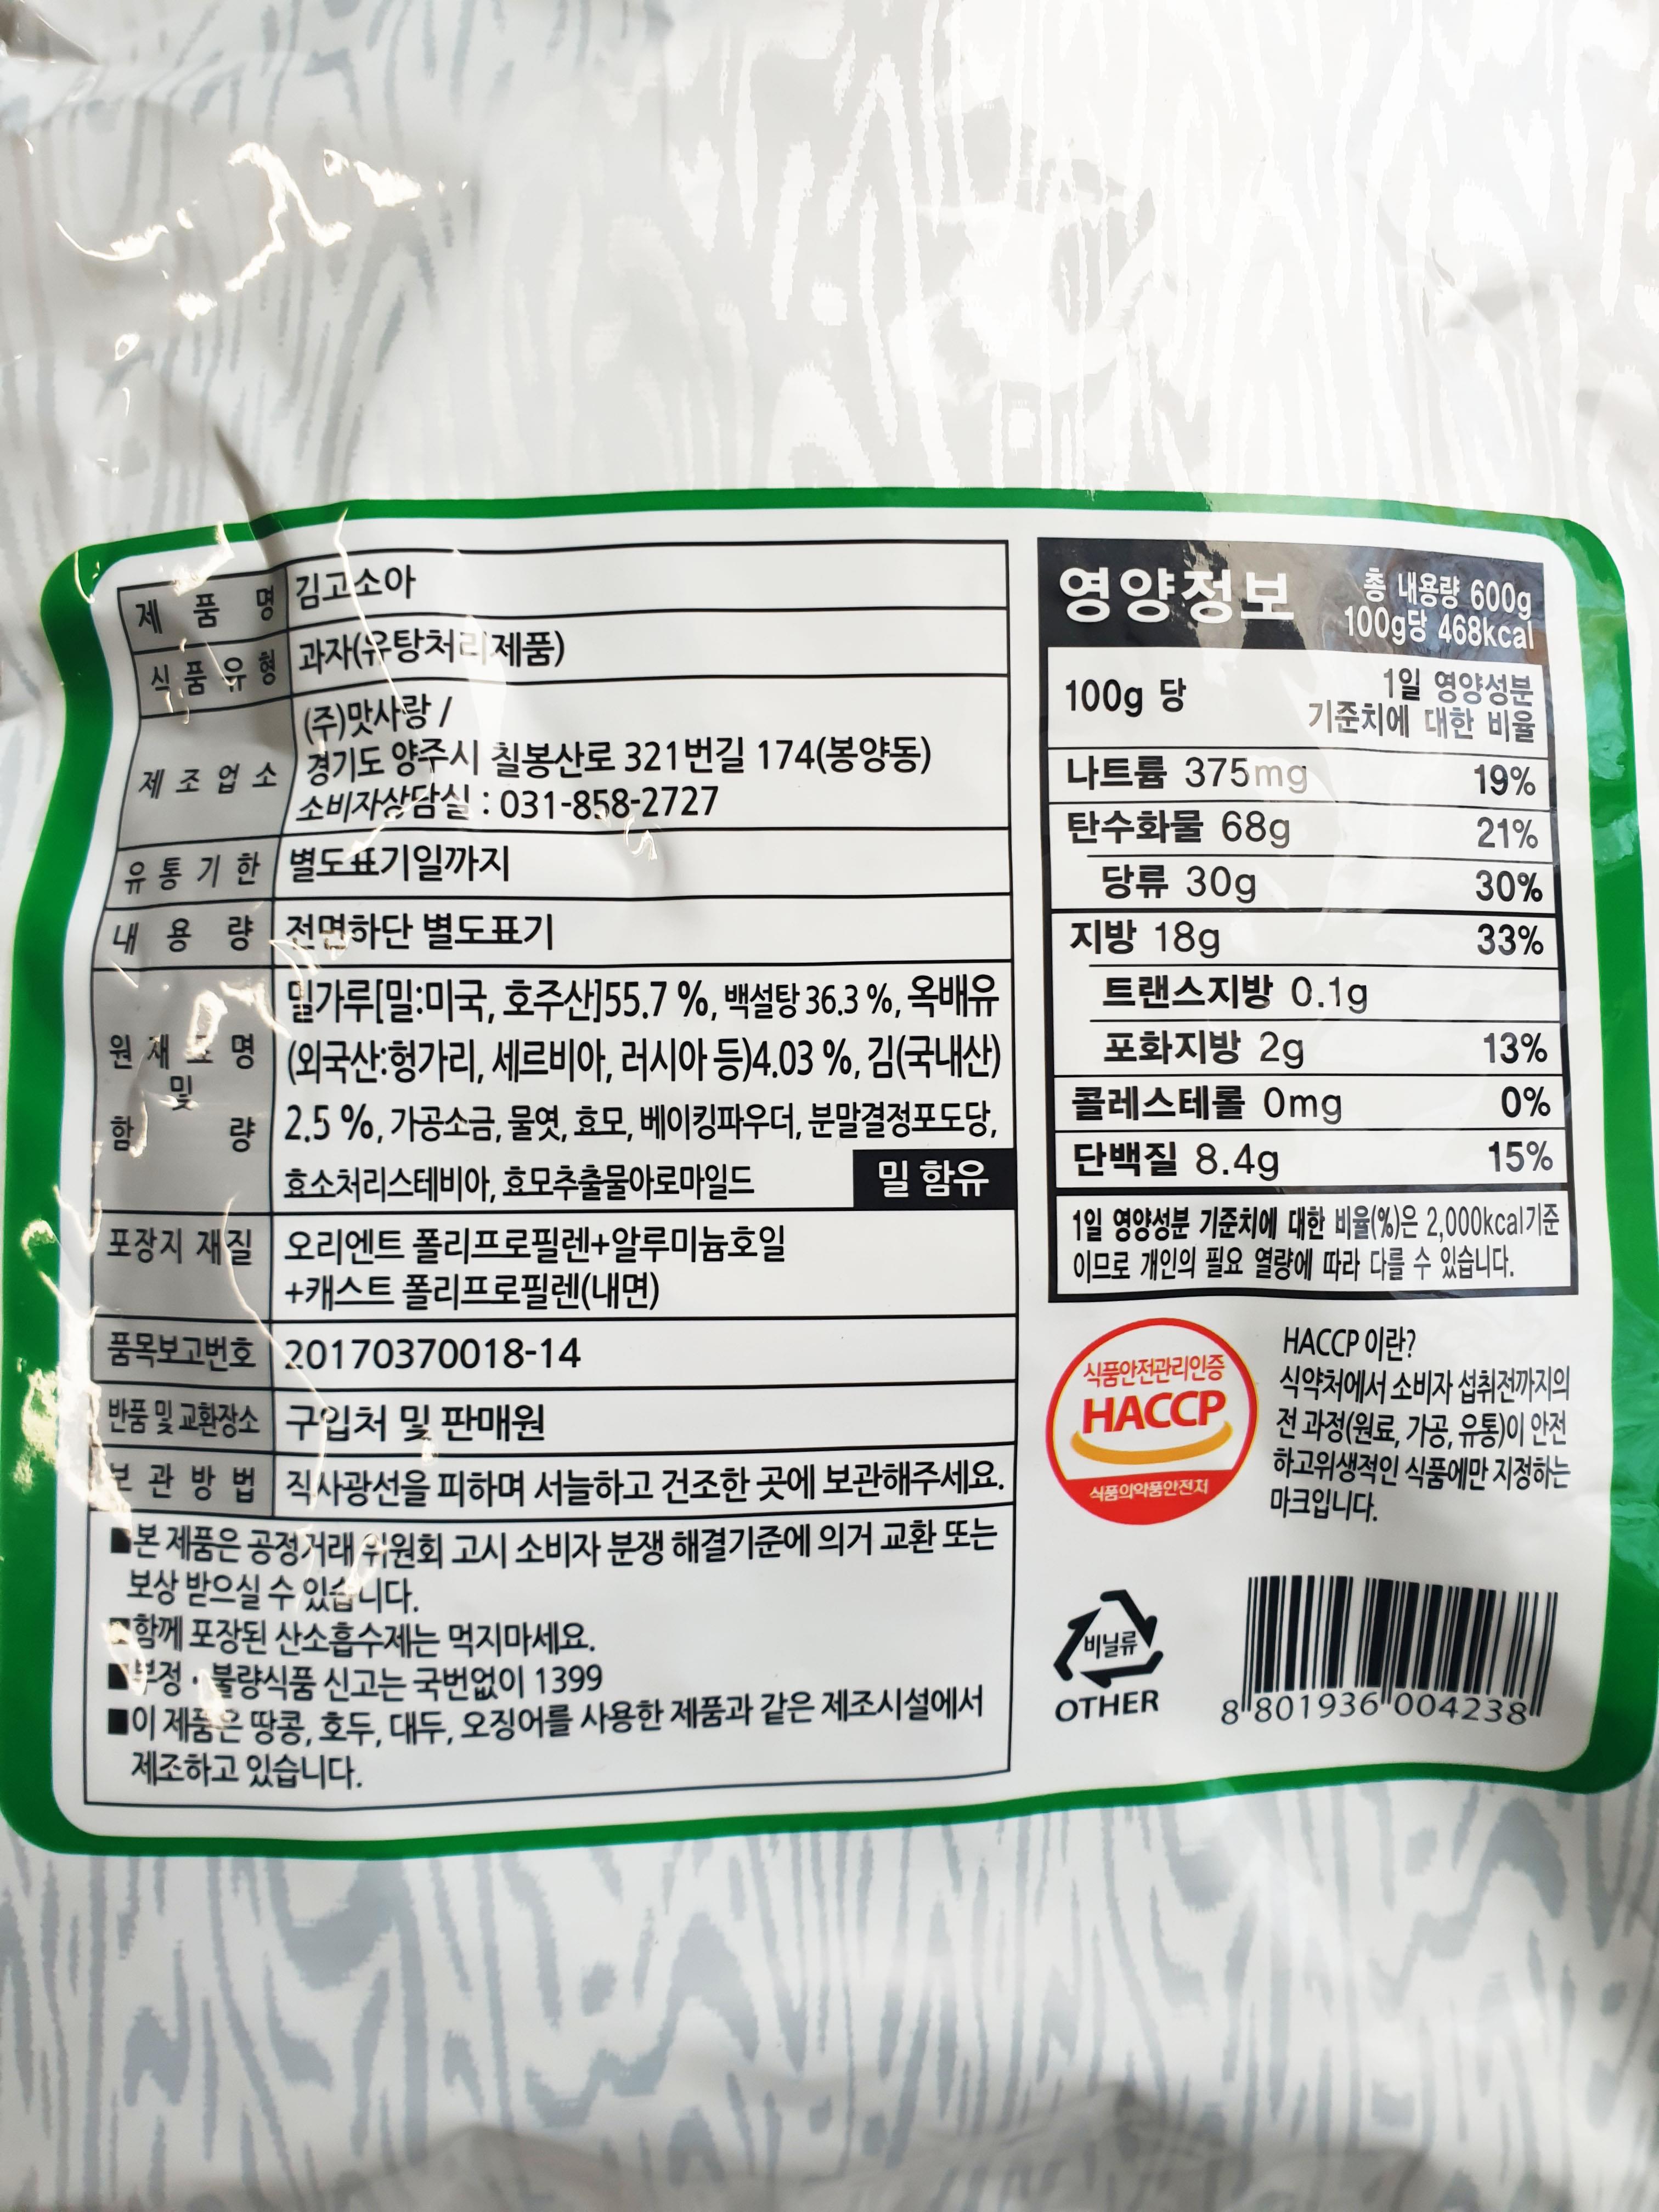 제 품 명 김고소아
식 품 유 형 과자(유탕처리제품)
제 조 업 소 (주)맛사랑 /
경기도 양주시 칠봉산로 321번길 174(봉양동)
소비자상담실 : 031-858-2727
유 통 기 한 별도표기일까지
내 용 량 전면하단 별도표기
원 재 료 명 및 함 량
밀가루[밀:미국, 호주산]55.7 %, 백설탕 36.3 %, 옥배유
(외국산:헝가리, 세르비아, 러시아 등)4.03 %, 김(국내산)
2.5 %, 가공소금, 물엿, 효모, 베이킹파우더, 분말결정포도당,
효소처리스테비아, 효모추출물아로마일드 밀 함유
포장지 재질 오리엔트 폴리프로필렌+알루미늄호일
+캐스트 폴리프로필렌(내면)
품목보고번호 20170370018-14
반품 및 교환장소 구입처 및 판매원
보 관 방 법 직사광선을 피하며 서늘하고 건조한 곳에 보관해주세요.
■본 제품은 공정거래 위원회 고시 소비자 분쟁 해결기준에 의거 교환 또는
보상 받으실 수 있습니다.
■함께 포장된 산소흡수제는 먹지마세요.
■부정 · 불량식품 신고는 국번없이 1399
■이 제품은 땅콩, 호두, 대두, 오징어를 사용한 제품과 같은 제조시설에서
제조하고 있습니다.
영양정보 총 내용량 600g
100g당 468kcal
100g 당 1일 영양성분
기준치에 대한 비율
나트륨 375mg 19%
탄수화물 68g 21%
당류 30g 30%
지방 18g 33%
트랜스지방 0.1g
포화지방 2g 13%
콜레스테롤 0mg 0%
단백질 8.4g 15%
1일 영양성분 기준치에 대한 비율(%)은 2,000kcal기준
이므로 개인의 필요 열량에 따라 다를 수 있습니다.
식품안전관리인증
HACCP
식품의약품안전처
HACCP 이란?
식약처에서 소비자 섭취전까지의
전 과정(원료, 가공, 유통)이 안전
하고위생적인 식품에만 지정하는
마크입니다.
비닐류
OTHER
8 801936 004238